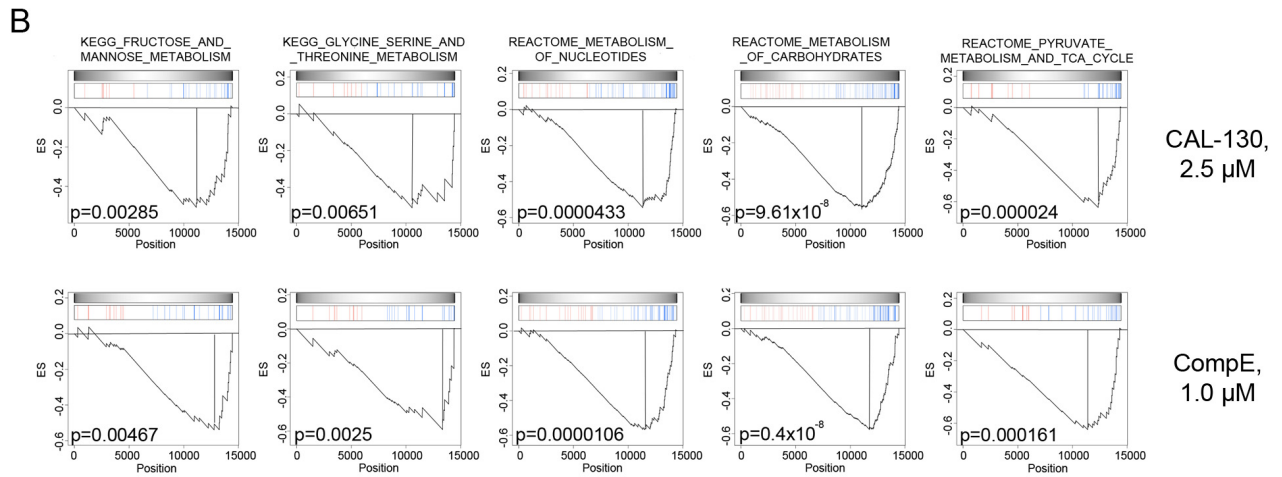 B
KEGG_FRUCTOSE_AND_
MANNOSE_METABOLISM
KEGG_GLYCINE_SERINE_AND
_THREONINE_METABOLISM
REACTOME_METABOLISM_
OF_NUCLEOTIDES
REACTOME_METABOLISM
_OF_CARBOHYDRATES
REACTOME_PYRUVATE_
METABOLISM_AND_TCA_CYCLE
ES
0.0
-0.2
-0.4
p=0.00285
0 5000 10000 15000
Position
ES
0.2
0.0
-0.2
-0.4
p=0.00651
0 5000 10000 15000
Position
ES
0.2
0.0
-0.2
-0.4
-0.6
p=0.0000433
0 5000 10000 15000
Position
ES
0.0
-0.2
-0.4
-0.6
p=9.61x10-8
0 5000 10000 15000
Position
ES
0.2
0.0
-0.2
-0.4
-0.6
p=0.000024
0 5000 10000 15000
Position
CAL-130,
2.5 µM
ES
0.2
0.0
-0.2
-0.4
-0.6
p=0.00467
0 5000 10000 15000
Position
ES
0.2
0.0
-0.2
-0.4
-0.6
p=0.0025
0 5000 10000 15000
Position
ES
0.2
0.0
-0.2
-0.4
-0.6
p=0.0000106
0 5000 10000 15000
Position
ES
0.2
0.0
-0.2
-0.4
-0.6
p=0.4x10-8
0 5000 10000 15000
Position
ES
0.2
0.0
-0.2
-0.4
-0.6
p=0.000161
0 5000 10000 15000
Position
CompE,
1.0 µM